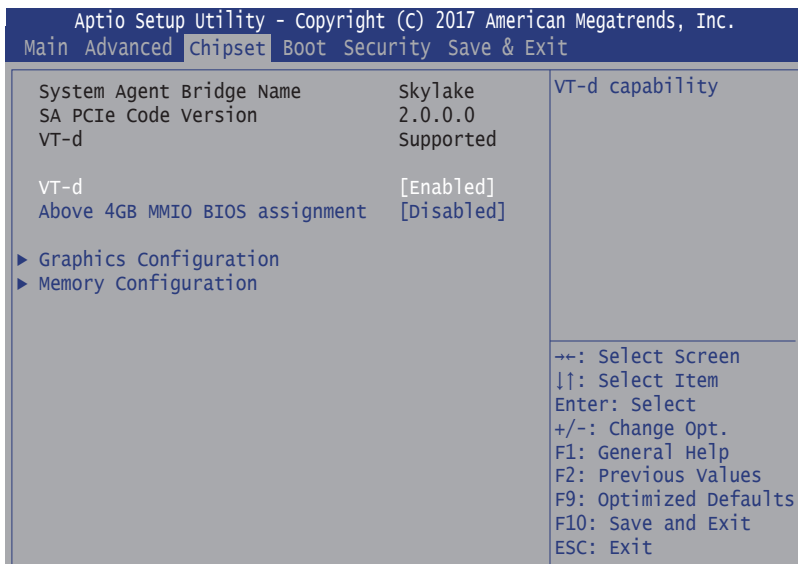 Aptio Setup Utility - Copyright (C) 2017 American Megatrends, Inc.
Main Advanced Chipset Boot Security Save & Exit
System Agent Bridge Name Skylake
SA PCIe Code Version 2.0.0.0
VT-d Supported
VT-d [Enabled]
Above 4GB MMIO BIOS assignment [Disabled]
▶ Graphics Configuration
▶ Memory Configuration
VT-d capability
→←: Select Screen
↓↑: Select Item
Enter: Select
+/-: Change Opt.
F1: General Help
F2: Previous Values
F9: Optimized Defaults
F10: Save and Exit
ESC: Exit